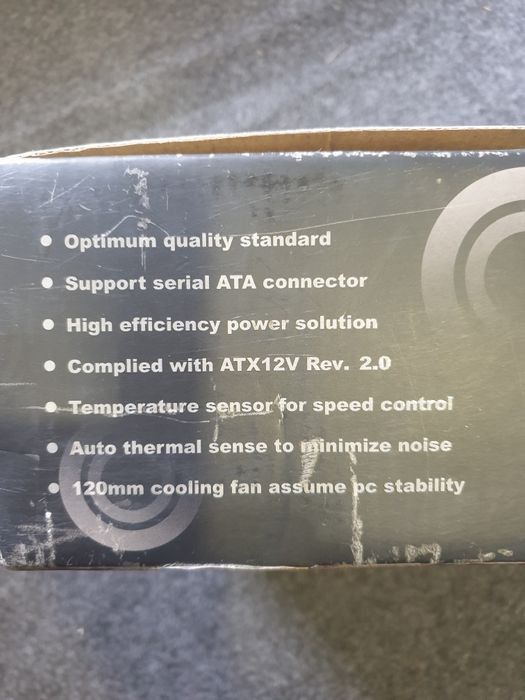 • Optimum quality standard
• Support serial ATA connector
• High efficiency power solution
• Complied with ATX12V Rev. 2.0
• Temperature sensor for speed control
• Auto thermal sense to minimize noise
• 120mm cooling fan assume pc stability